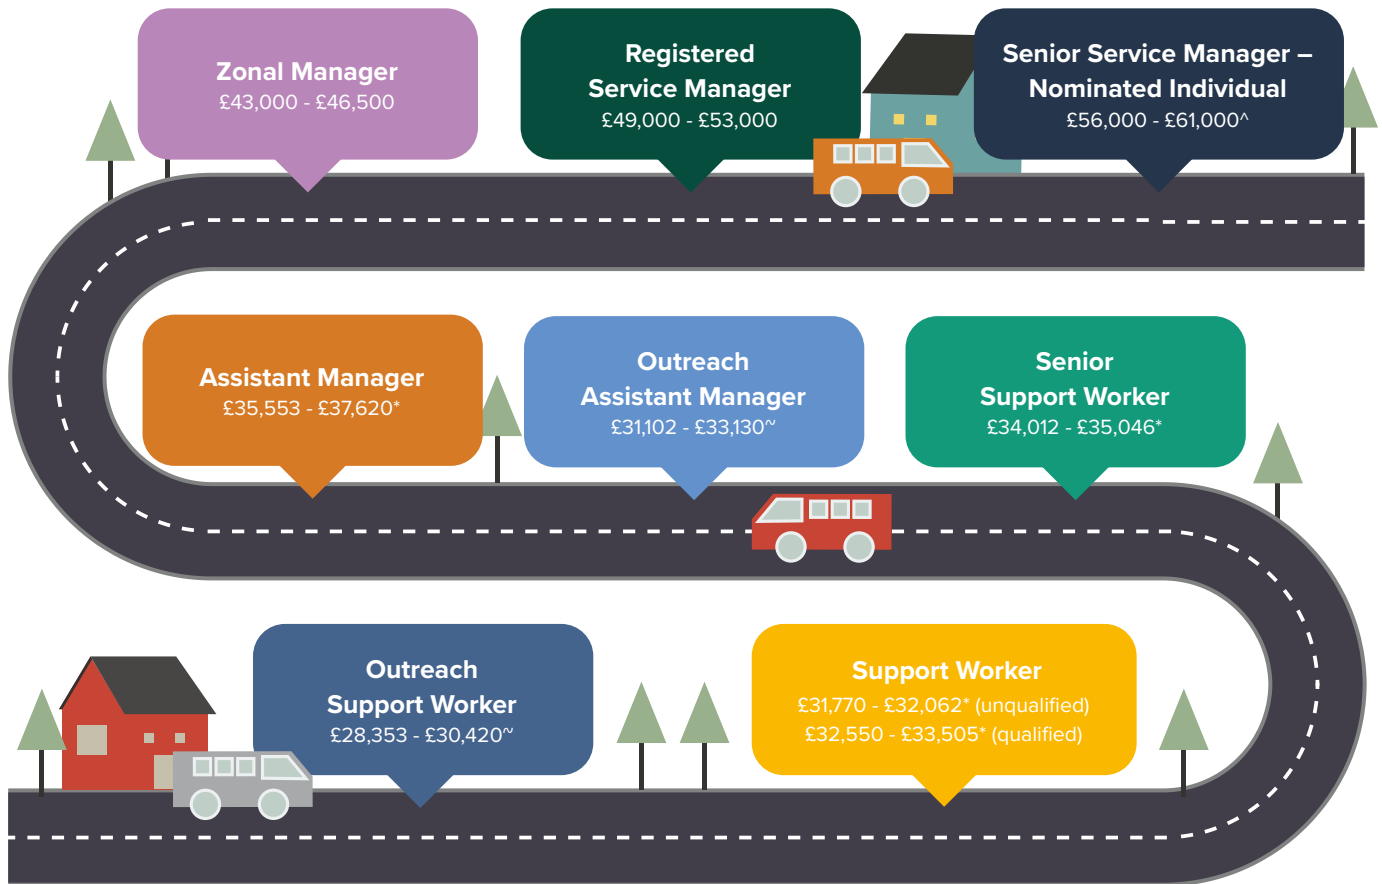 Zonal Manager
£43,000 - £46,500
Registered
Service Manager
£49,000 - £53,000
Senior Service Manager –
Nominated Individual
£56,000 - £61,000^
Assistant Manager
£35,553 - £37,620*
Outreach
Assistant Manager
£31,102 - £33,130~
Senior
Support Worker
£34,012 - £35,046*
Outreach
Support Worker
£28,353 - £30,420~
Support Worker
£31,770 - £32,062* (unqualified)
£32,550 - £33,505* (qualified)